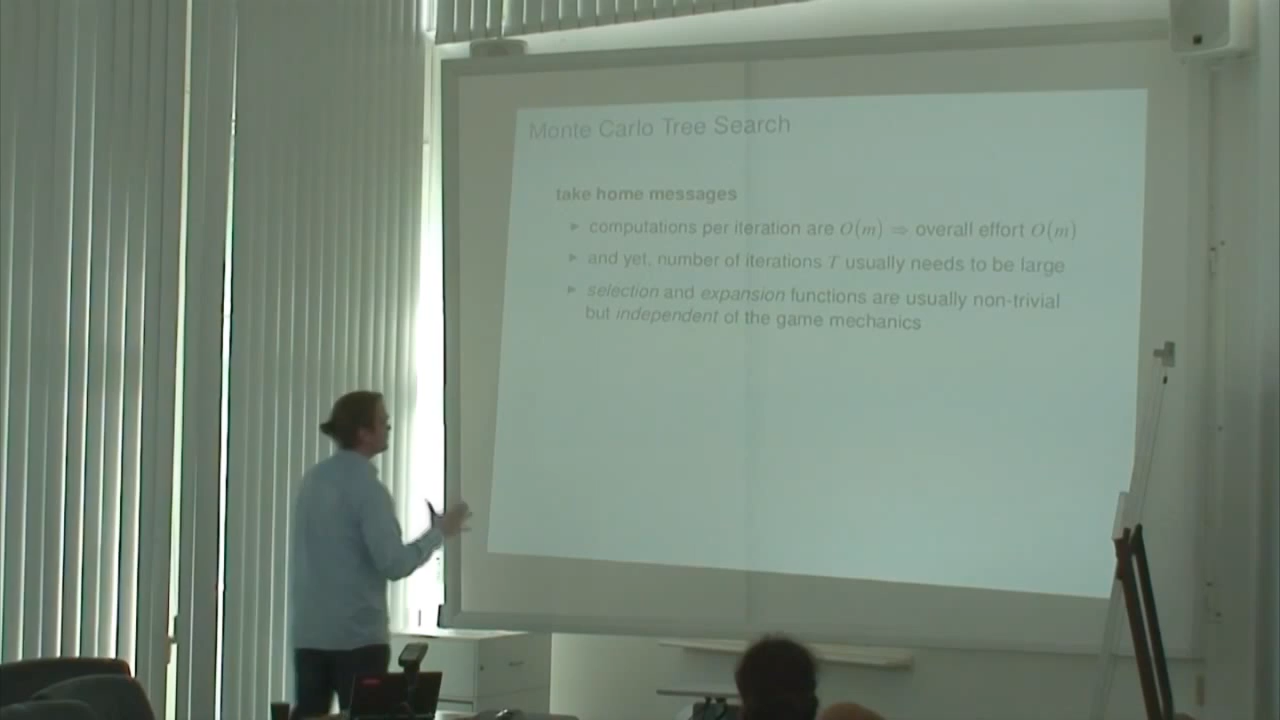 Monte Carlo Tree Search
take home messages
▶ computations per iteration are O(m) ⇒ overall effort O(m)
▶ and yet, number of iterations T usually needs to be large
▶ selection and expansion functions are usually non-trivial
but independent of the game mechanics